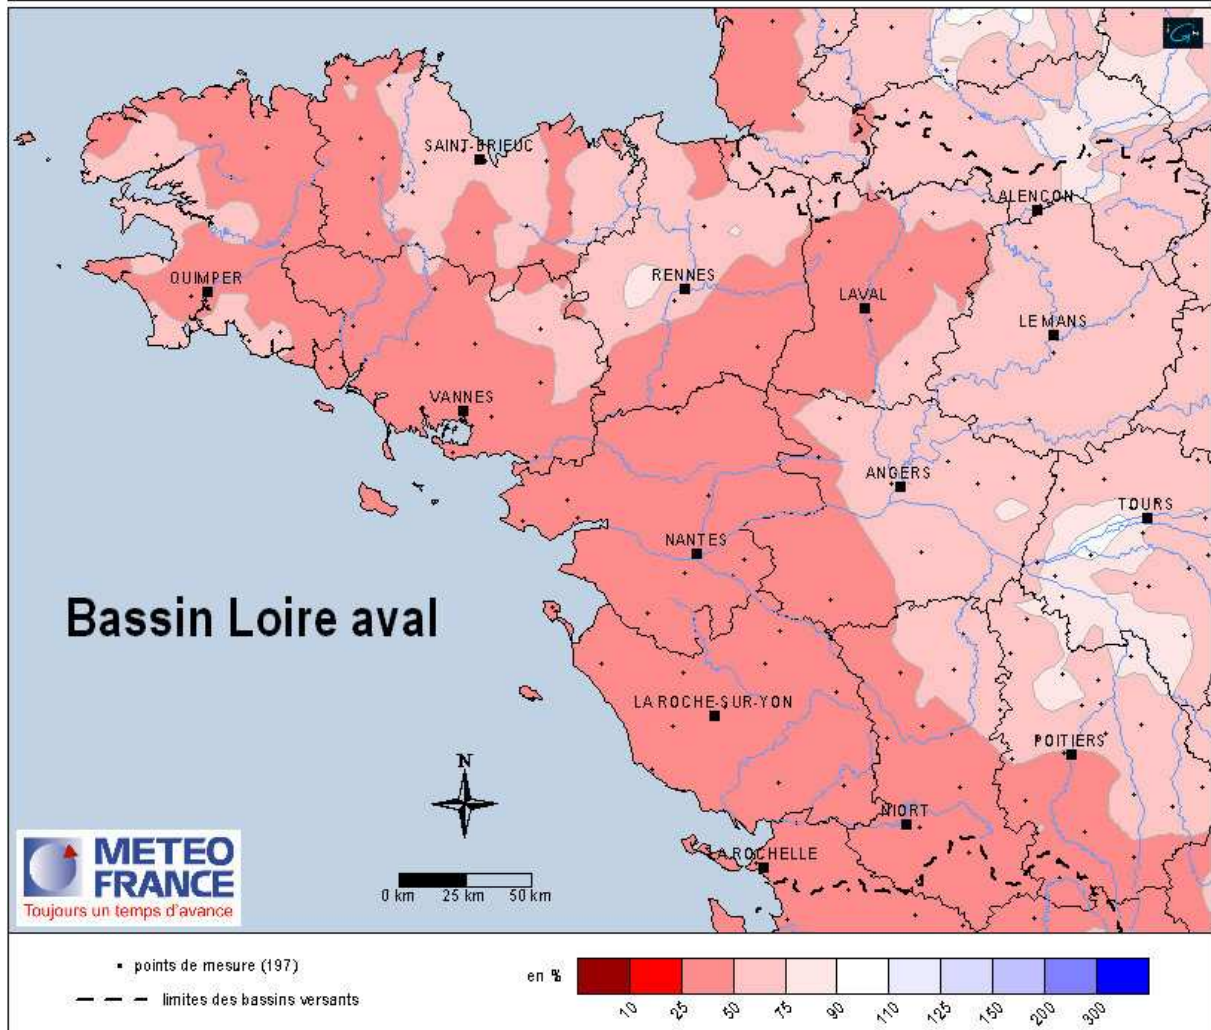 SAINT-BRIEUC
ALENÇON
QUIMPER
RENNES
LAVAL
LE MANS
VANNES
ANGERS
TOURS
NANTES
Bassin Loire aval
LA ROCHE-SUR-YON
POITIERS
N
NIORT
METEO
FRANCE
Toujours un temps d'avance
LA ROCHELLE
0 km 25 km 50 km
points de mesure (197)
en %
limites des bassins versants
10 25 50 75 90 110 125 150 200 300